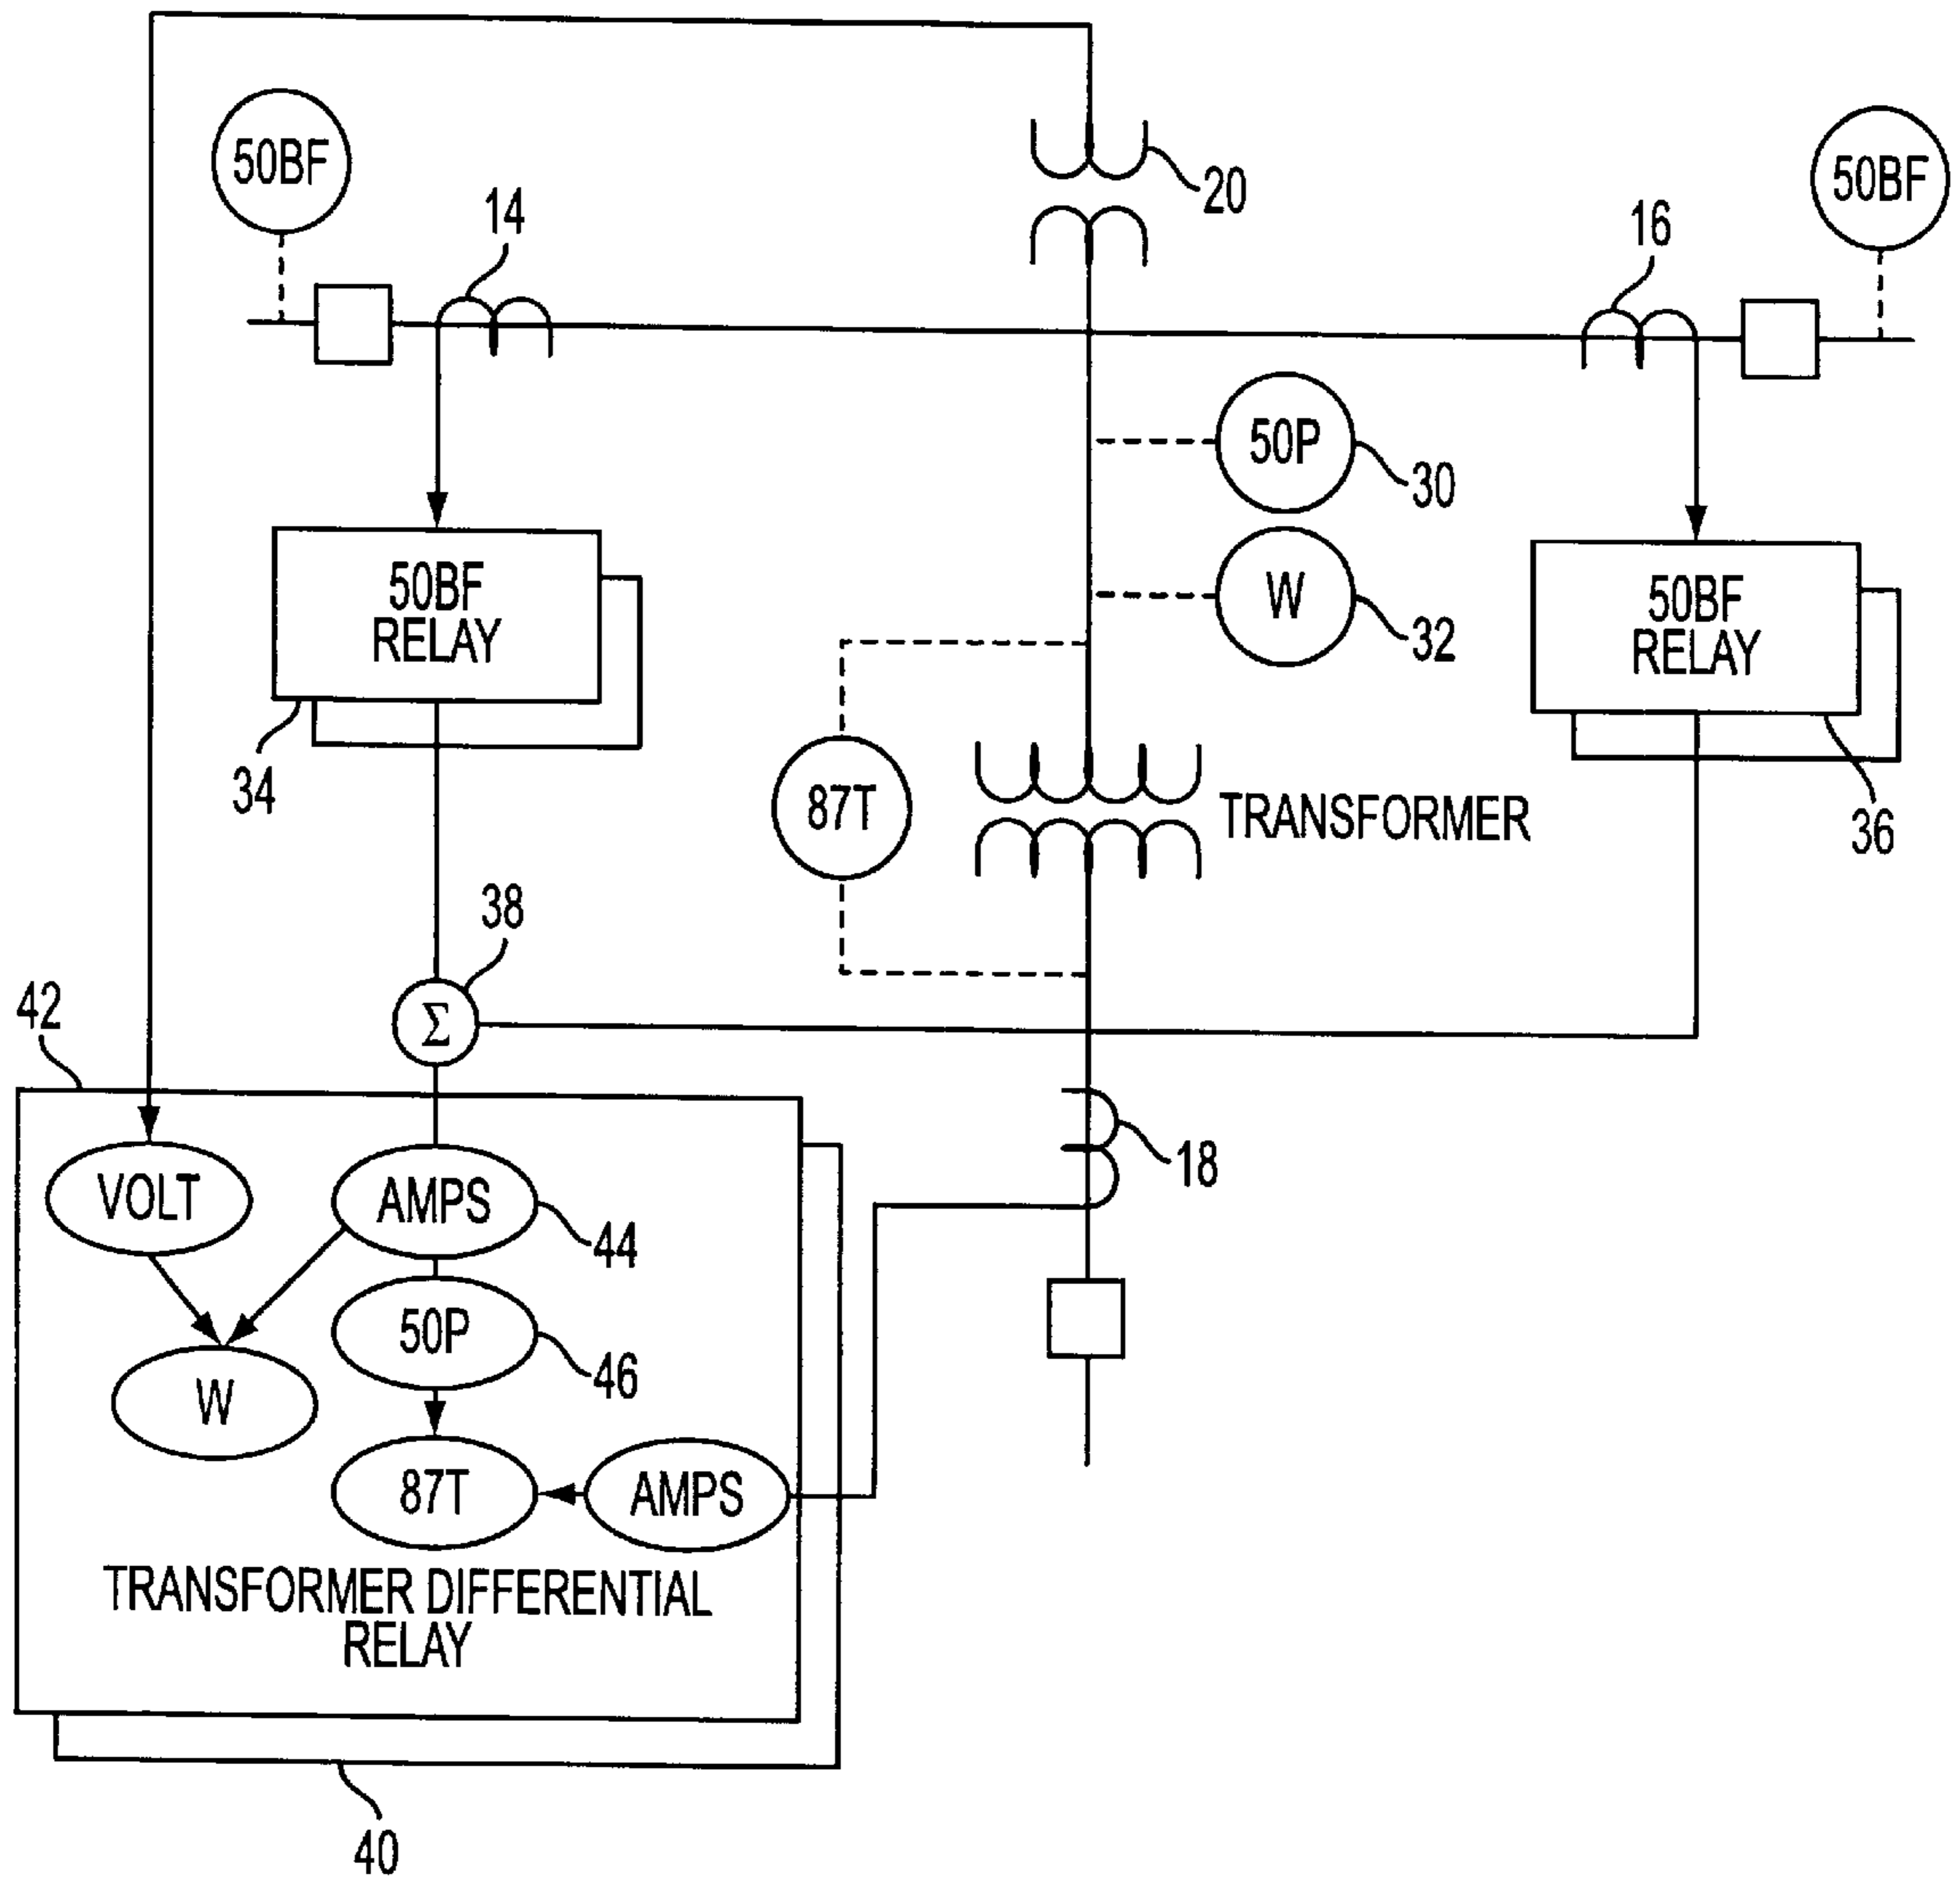 50BF
50BF
20
14
16
50P
30
50BF
RELAY
W
32
50BF
RELAY
34
87T
TRANSFORMER
36
38
42
Σ
18
VOLT
AMPS
44
50P
46
W
87T
AMPS
TRANSFORMER DIFFERENTIAL
RELAY
40